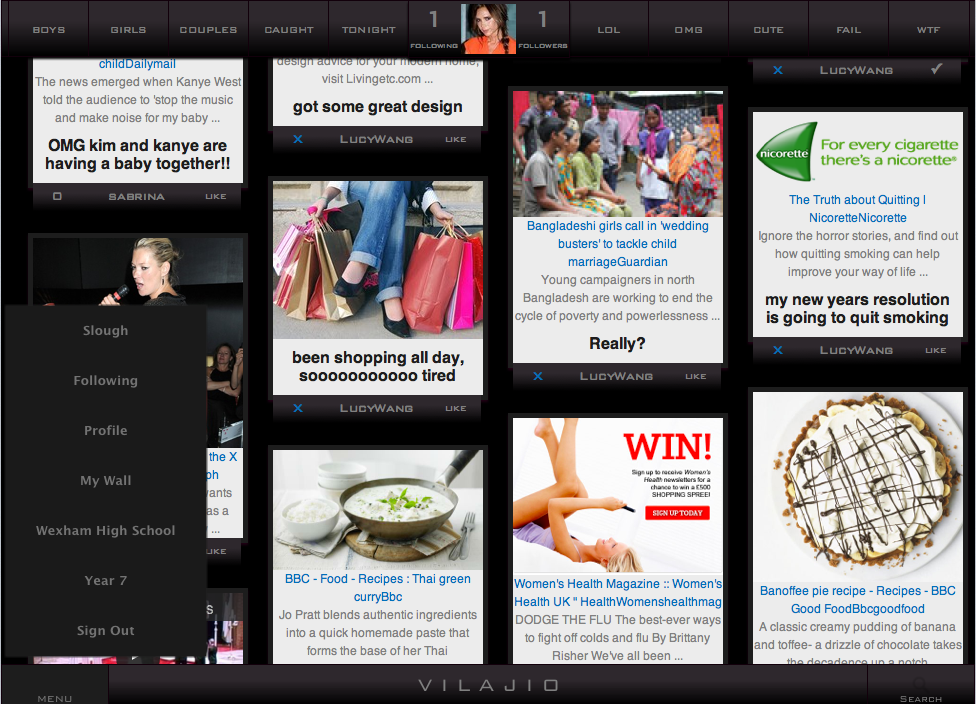 BOYS
GIRLS
COUPLES
CAUGHT
TONIGHT
1
FOLLOWING
1
FOLLOWERS
LOL
OMG
CUTE
FAIL
WTF
childDailymail
The news emerged when Kanye West
told the audience to 'stop the music
and make noise for my baby ...
OMG kim and kanye are
having a baby together!!
SABRINA
LIKE
the X
ph
vants
as a
...
LIKE
s
Slough
Following
Profile
My Wall
Wexham High School
Year 7
Sign Out
design advice for your modern home,
visit Livingetc.com ...
got some great design
X
LUCYWANG
LIKE
been shopping all day,
sooooooooooo tired
X
LUCYWANG
LIKE
BBC - Food - Recipes : Thai green
curryBbc
Jo Pratt blends authentic ingredients
into a quick homemade paste that
forms the base of her Thai
Bangladeshi girls call in 'wedding
busters' to tackle child
marriageGuardian
Young campaigners in north
Bangladesh are working to end the
cycle of poverty and powerlessness ...
Really?
X
LUCYWANG
LIKE
WIN!
Sign up to receive Women's
Health newsletters for a
chance to win a £500
SHOPPING SPREE!
SIGN UP TODAY
Women's Health Magazine :: Women's
Health UK " HealthWomenshealthmag
DODGE THE FLU The best-ever ways
to fight off colds and flu By Brittany
Risher We've all been ...
X
LUCYWANG
✓
nicorette
For every cigarette
there's a nicorette®
The Truth about Quitting |
NicoretteNicorette
Ignore the horror stories, and find out
how quitting smoking can help
improve your way of life ...
my new years resolution
is going to quit smoking
X
LUCYWANG
LIKE
Banoffee pie recipe - Recipes - BBC
Good FoodBbcgoodfood
A classic creamy pudding of banana
and toffee- a drizzle of chocolate takes
the decadence up a notch
MENU
VILAJIO
SEARCH